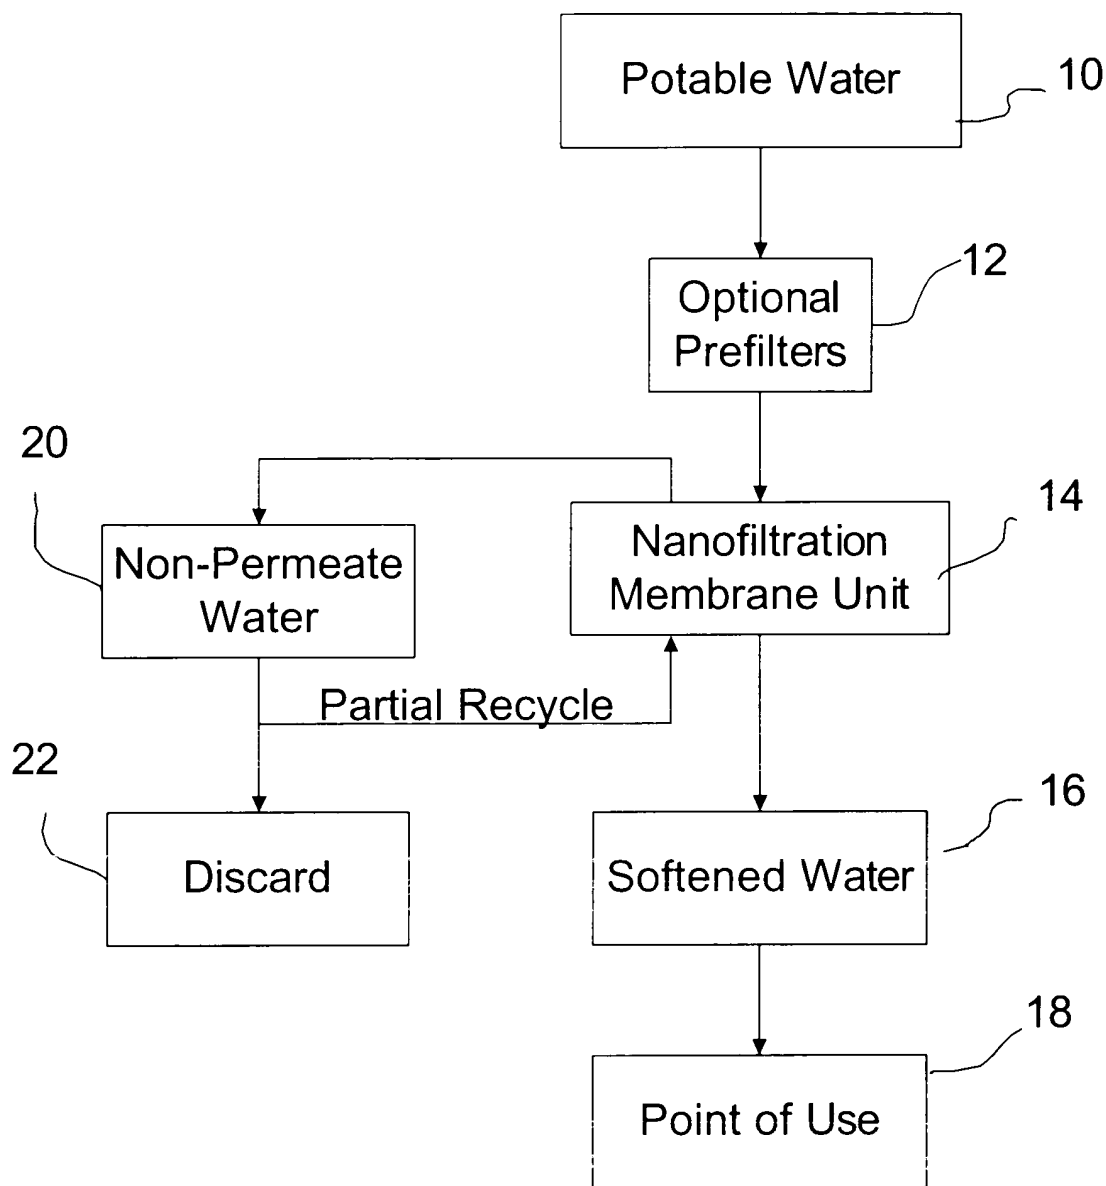 Potable Water
10
Optional
Prefilters
12
20
Non-Permeate
Water
Nanofiltration
Membrane Unit
14
Partial Recycle
22
Discard
Softened Water
16
Point of Use
18